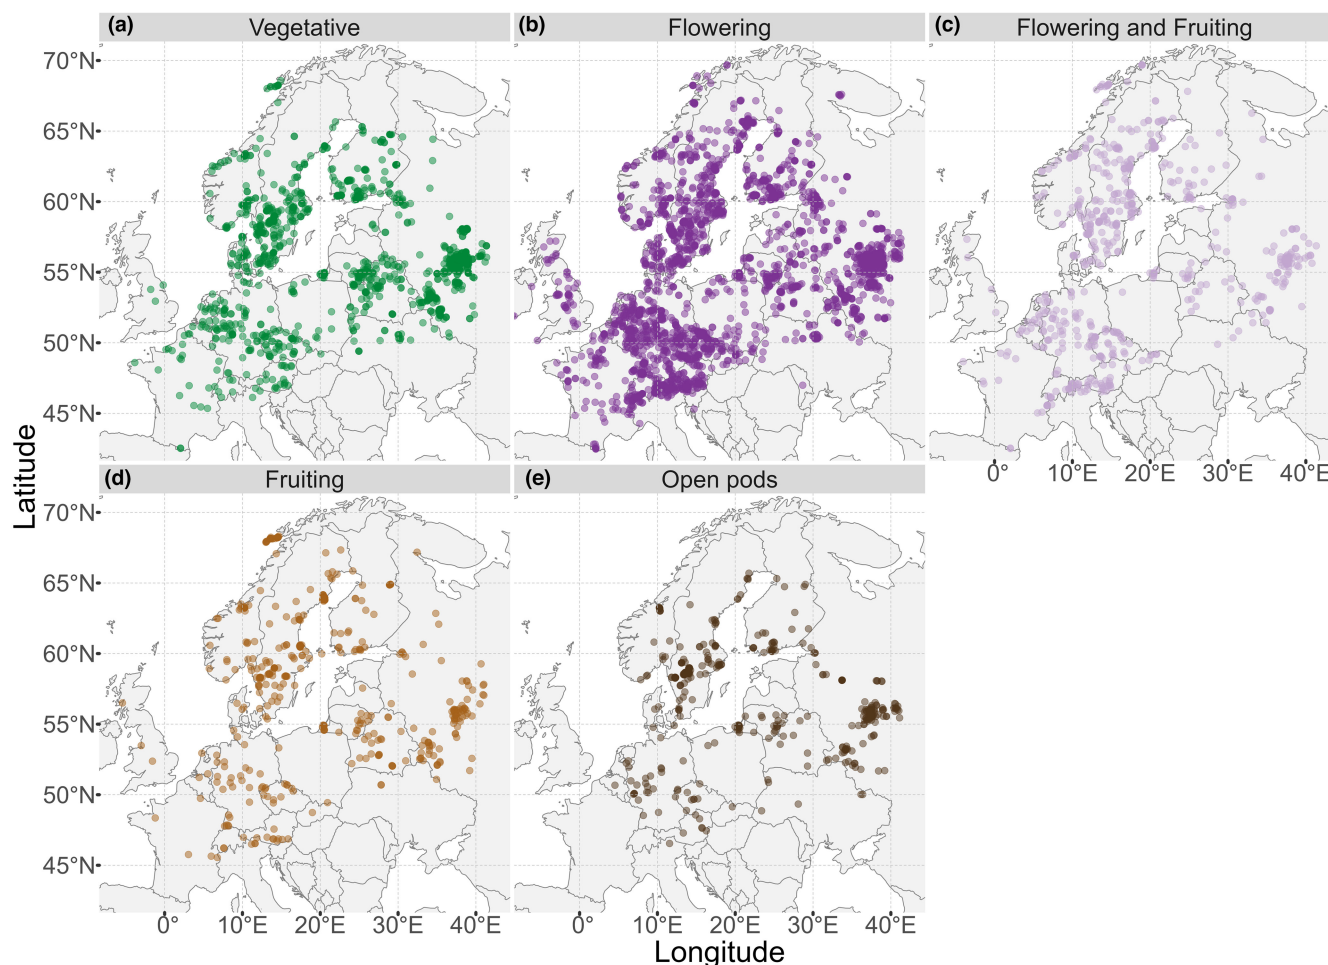 (a) Vegetative
(b) Flowering
(c) Flowering and Fruiting
70°N
65°N
60°N
55°N
50°N
45°N
0° 10°E 20°E 30°E 40°E
Latitude
(d) Fruiting
(e) Open pods
70°N
65°N
60°N
55°N
50°N
45°N
0° 10°E 20°E 30°E 40°E
0° 10°E 20°E 30°E 40°E
Longitude